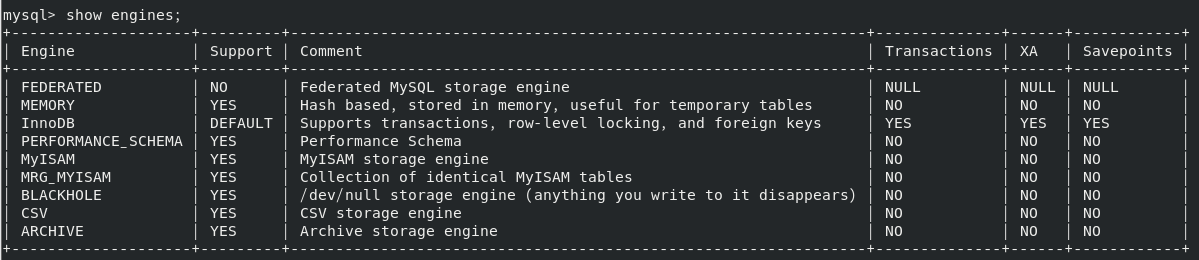 mysql> show engines;
+--------------------+---------+----------------------------------------------------------------+--------------+------+------------+
| Engine             | Support | Comment                                                        | Transactions | XA   | Savepoints |
+--------------------+---------+----------------------------------------------------------------+--------------+------+------------+
| FEDERATED          | NO      | Federated MySQL storage engine                                 | NULL         | NULL | NULL       |
| MEMORY             | YES     | Hash based, stored in memory, useful for temporary tables      | NO           | NO   | NO         |
| InnoDB             | DEFAULT | Supports transactions, row-level locking, and foreign keys     | YES          | YES  | YES        |
| PERFORMANCE_SCHEMA | YES     | Performance Schema                                             | NO           | NO   | NO         |
| MyISAM             | YES     | MyISAM storage engine                                          | NO           | NO   | NO         |
| MRG_MYISAM         | YES     | Collection of identical MyISAM tables                          | NO           | NO   | NO         |
| BLACKHOLE          | YES     | /dev/null storage engine (anything you write to it disappears) | NO           | NO   | NO         |
| CSV                | YES     | CSV storage engine                                             | NO           | NO   | NO         |
| ARCHIVE            | YES     | Archive storage engine                                         | NO           | NO   | NO         |
+--------------------+---------+----------------------------------------------------------------+--------------+------+------------+